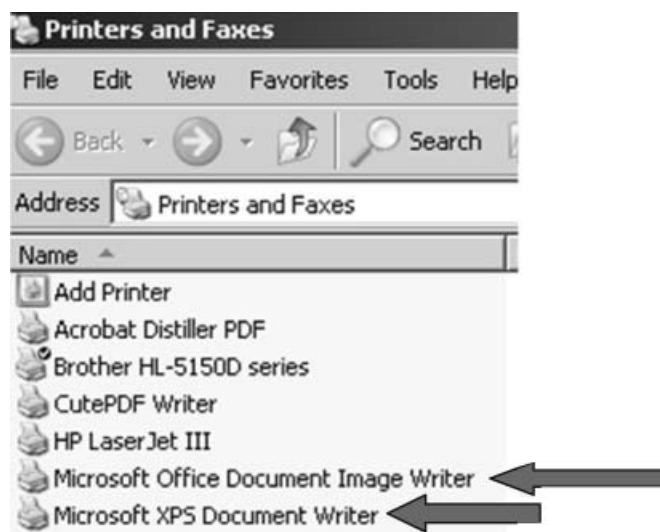 Printers and Faxes
File Edit View Favorites Tools Help
Back Search
Address Printers and Faxes
Name
Add Printer
Acrobat Distiller PDF
Brother HL-5150D series
CutePDF Writer
HP LaserJet III
Microsoft Office Document Image Writer
Microsoft XPS Document Writer